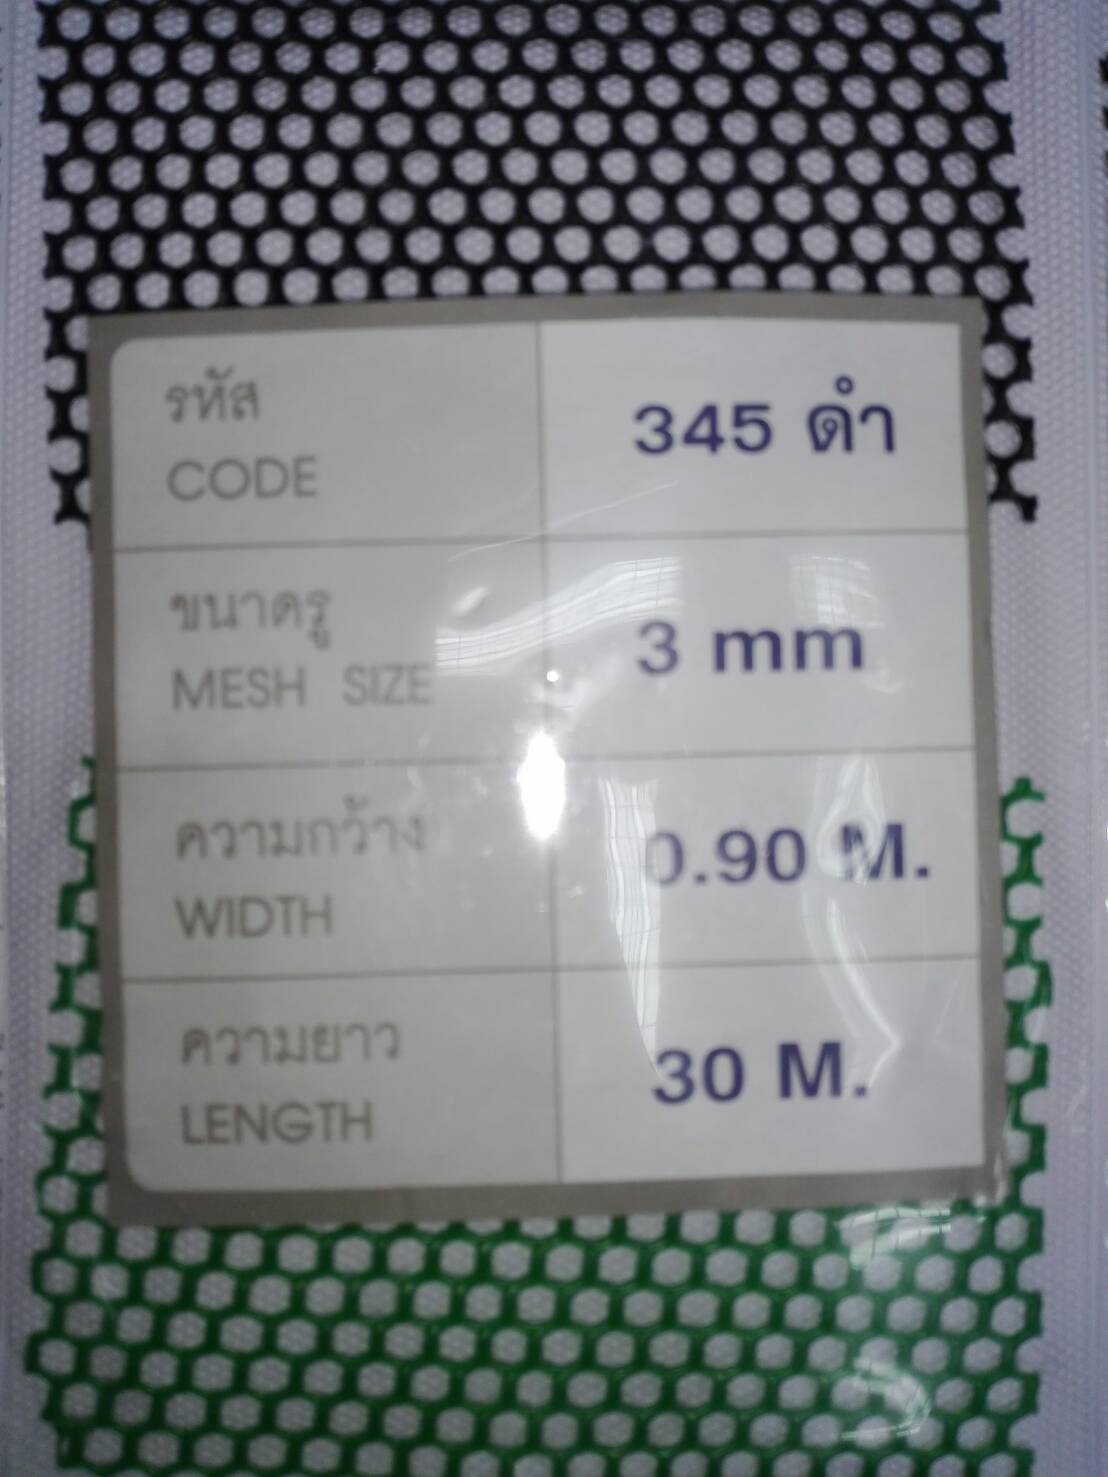 รหัส
CODE
345 ดำ
ขนาดรู
MESH SIZE
3 mm
ความกว้าง
WIDTH
0.90 M.
ความยาว
LENGTH
30 M.